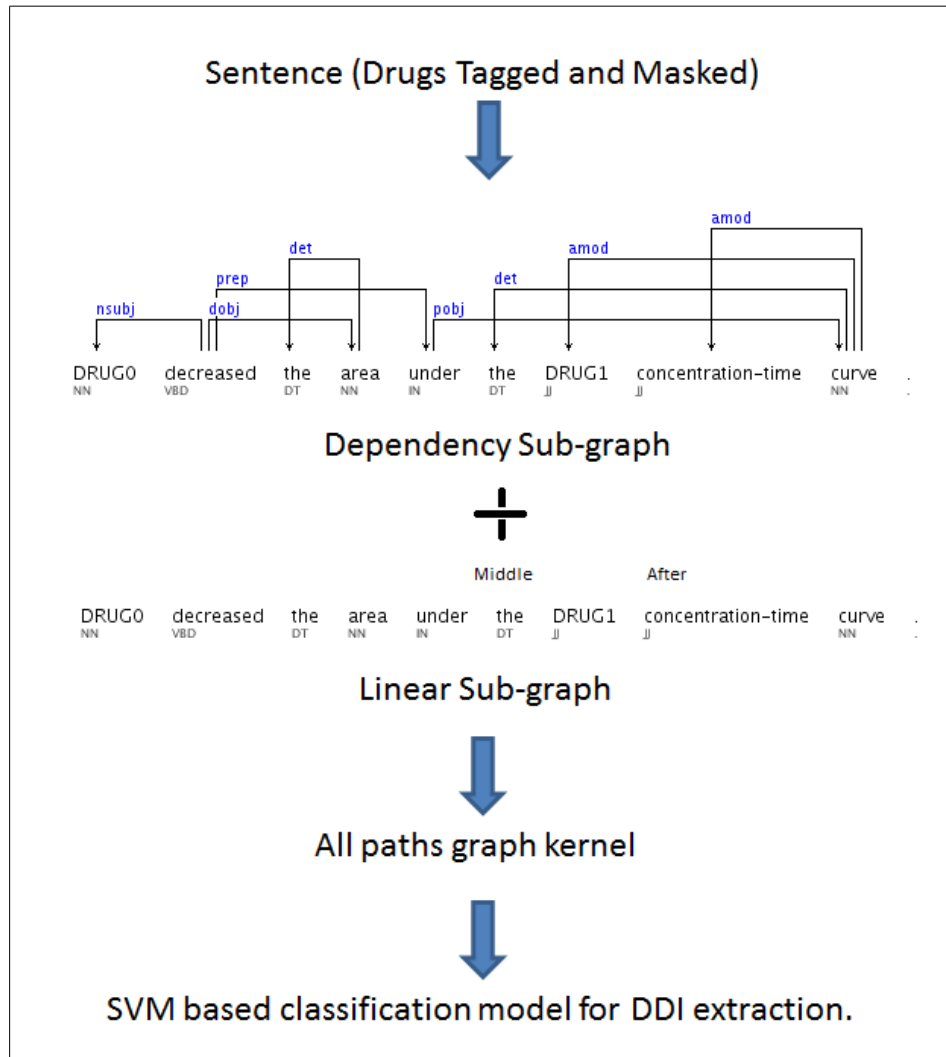 Sentence (Drugs Tagged and Masked)
amod
det amod
prep det
nsubj dobj pobj
DRUG0 decreased the area under the DRUG1 concentration-time curve .
NN VBD DT NN IN DT JJ JJ NN .
Dependency Sub-graph
+
Middle After
DRUG0 decreased the area under the DRUG1 concentration-time curve .
NN VBD DT NN IN DT JJ JJ NN .
Linear Sub-graph
All paths graph kernel
SVM based classification model for DDI extraction.